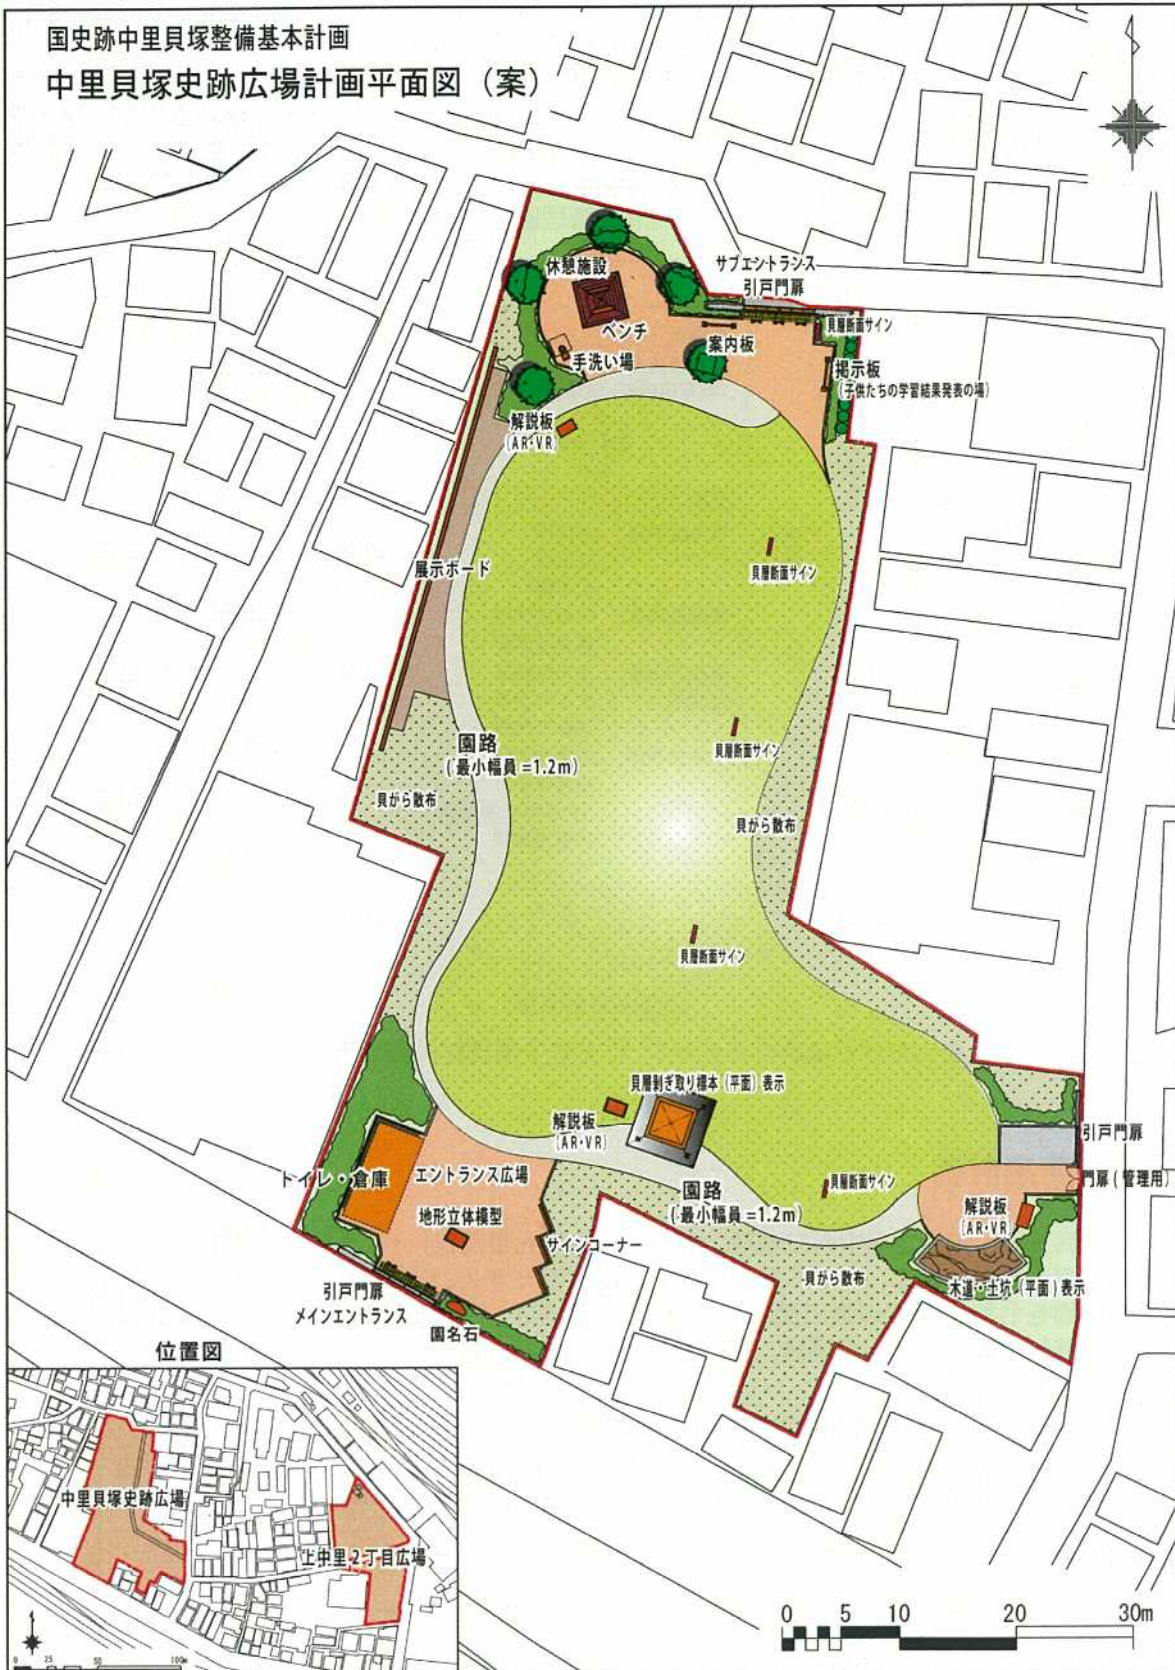 国史跡中里貝塚整備基本計画
中里貝塚史跡広場計画平面図（案）
休憩施設
サブエントランス
引戸門扉
貝層断面サイン
ベンチ
案内板
手洗い場
掲示板
（子供たちの学習結果発表の場）
解説板
（AR・VR）
展示ボード
貝層断面サイン
園路
（最小幅員=1.2m）
貝層断面サイン
貝がら散布
貝がら散布
貝層断面サイン
貝層剥ぎ取り標本（平面）表示
解説板
（AR・VR）
引戸門扉
トイレ・倉庫
エントランス広場
門扉（管理用）
貝層断面サイン
園路
（最小幅員=1.2m）
解説板
（AR・VR）
地形立体模型
サインコーナー
貝がら散布
木道・土坑（平面）表示
引戸門扉
メインエントランス
園名石
位置図
中里貝塚史跡広場
上中里2丁目広場
0 25 50 100m
0 5 10 20 30m